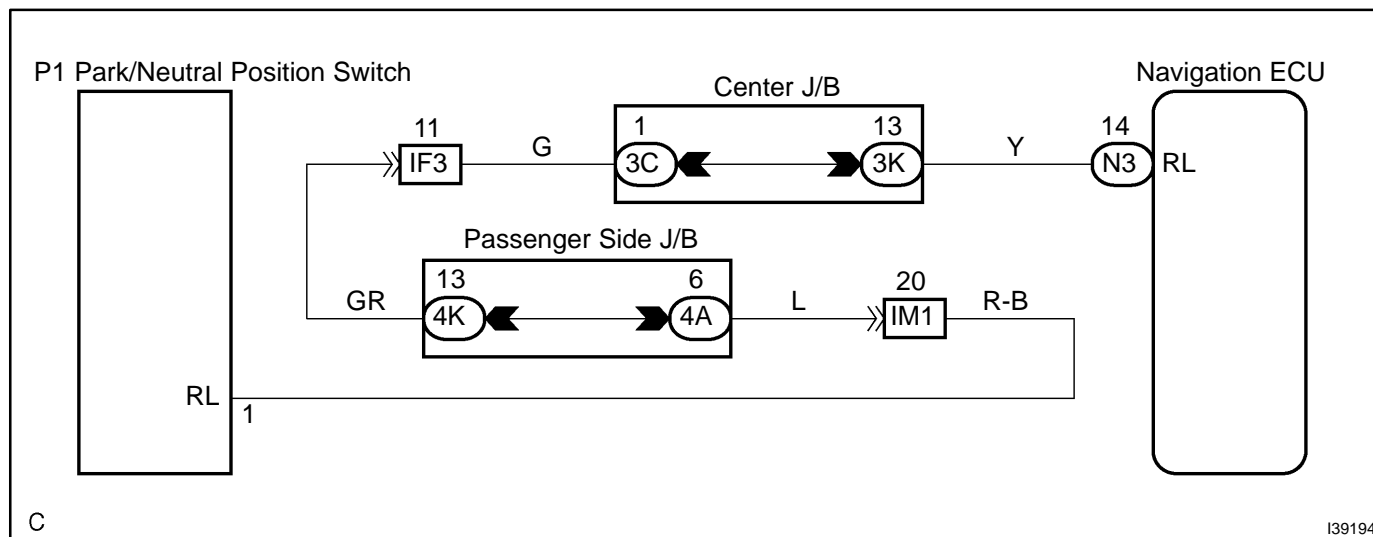 P1 Park/Neutral Position Switch
Navigation ECU
Center J/B
11
1
13
14
IF3
G
3C
3K
Y
N3
RL
Passenger Side J/B
13
6
20
GR
4K
4A
L
IM1
R-B
RL
1
C
I39194